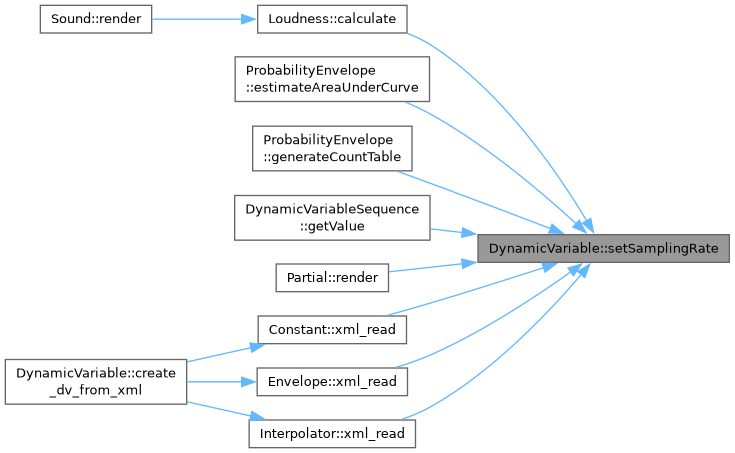 Sound::render
Loudness::calculate
ProbabilityEnvelope
::estimateAreaUnderCurve
ProbabilityEnvelope
::generateCountTable
DynamicVariableSequence
::getValue
DynamicVariable::setSamplingRate
Partial::render
Constant::xml_read
DynamicVariable::create
_dv_from_xml
Envelope::xml_read
Interpolator::xml_read